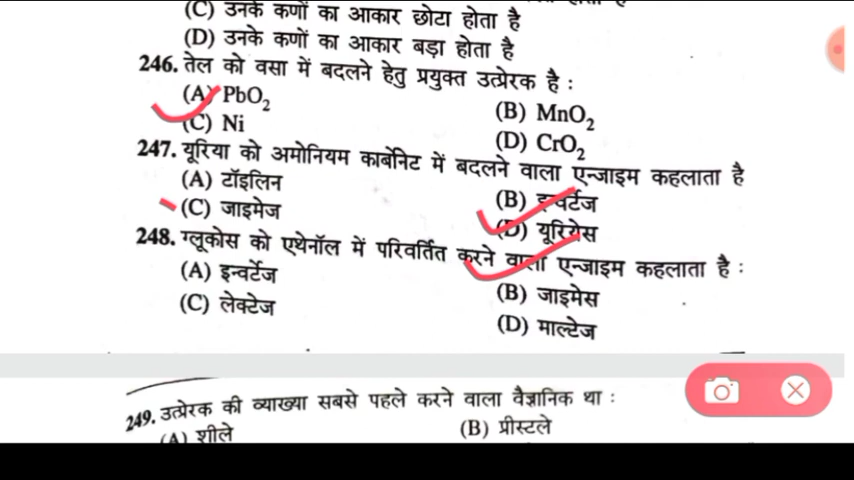 (C) उनके कणों का आकार छोटा होता है
(D) उनके कणों का आकार बड़ा होता है
246. तेल को वसा में बदलने हेतु प्रयुक्त उत्प्रेरक है :
(A) PbO₂ (B) MnO₂
(C) Ni (D) CrO₂
247. यूरिया को अमोनियम कार्बोनेट में बदलने वाला एन्जाइम कहलाता है
(A) टॉइलिन (B) इन्वर्टेज
(C) जाइमेज (D) यूरियेस
248. ग्लूकोस को एथेनॉल में परिवर्तित करने वाला एन्जाइम कहलाता है :
(A) इन्वर्टेज (B) जाइमेस
(C) लेक्टेज (D) माल्टेज
249. उत्प्रेरक की व्याख्या सबसे पहले करने वाला वैज्ञानिक था :
(A) शीले (B) प्रीस्टले